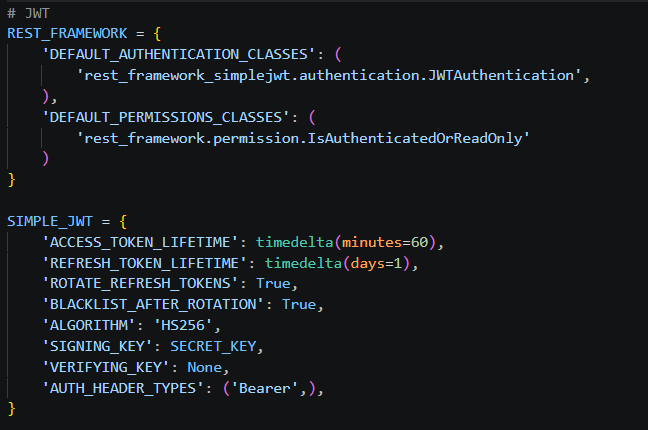 # JWT
REST_FRAMEWORK = {
    'DEFAULT_AUTHENTICATION_CLASSES': (
        'rest_framework_simplejwt.authentication.JWTAuthentication',
    ),
    'DEFAULT_PERMISSIONS_CLASSES': (
        'rest_framework.permission.IsAuthenticatedOrReadOnly'
    )
}
SIMPLE_JWT = {
    'ACCESS_TOKEN_LIFETIME': timedelta(minutes=60),
    'REFRESH_TOKEN_LIFETIME': timedelta(days=1),
    'ROTATE_REFRESH_TOKENS': True,
    'BLACKLIST_AFTER_ROTATION': True,
    'ALGORITHM': 'HS256',
    'SIGNING_KEY': SECRET_KEY,
    'VERIFYING_KEY': None,
    'AUTH_HEADER_TYPES': ('Bearer',),
}